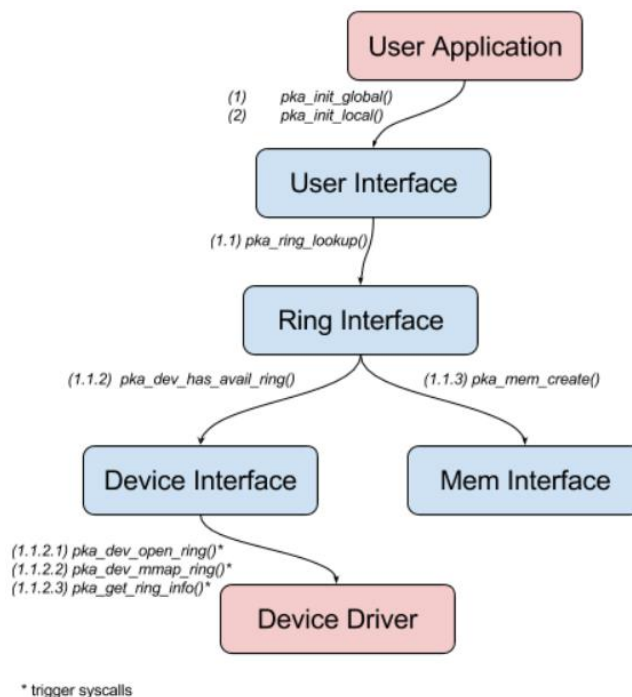 User Application
(1) pka_init_global()
(2) pka_init_local()
User Interface
(1.1) pka_ring_lookup()
Ring Interface
(1.1.2) pka_dev_has_avail_ring()
(1.1.3) pka_mem_create()
Device Interface
Mem Interface
(1.1.2.1) pka_dev_open_ring()*
(1.1.2.2) pka_dev_mmap_ring()*
(1.1.2.3) pka_get_ring_info()*
Device Driver
* trigger syscalls